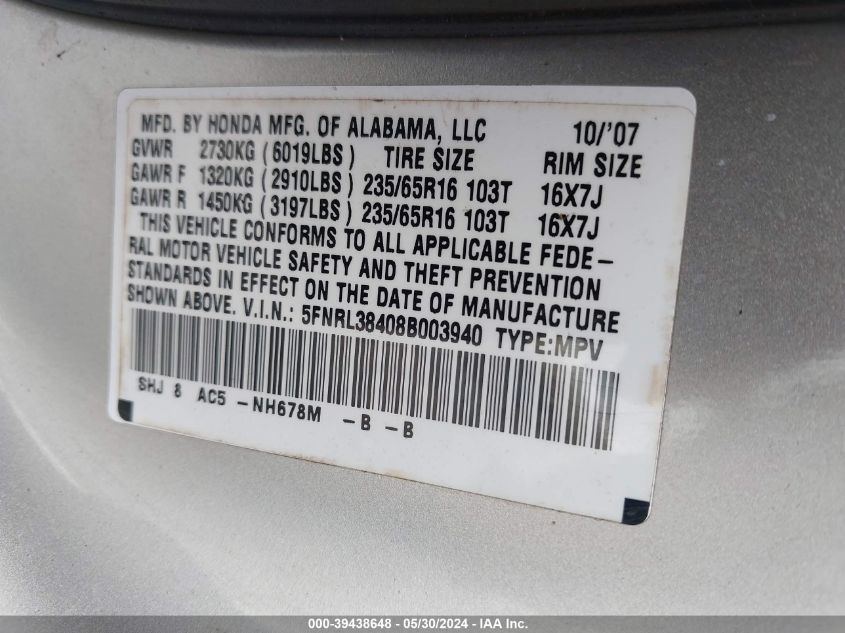 MFD. BY HONDA MFG. OF ALABAMA, LLC 10/'07
GVWR 2730KG (6019LBS) TIRE SIZE RIM SIZE
GAWR F 1320KG (2910LBS) 235/65R16 103T 16X7J
GAWR R 1450KG (3197LBS) 235/65R16 103T 16X7J
THIS VEHICLE CONFORMS TO ALL APPLICABLE FEDE-
RAL MOTOR VEHICLE SAFETY AND THEFT PREVENTION
STANDARDS IN EFFECT ON THE DATE OF MANUFACTURE
SHOWN ABOVE. V.I.N.: 5FNRL38408B003940 TYPE:MPV
SHJ 8 AC5 -NH678M -B -B
000-39438648 - 05/30/2024 - IAA Inc.